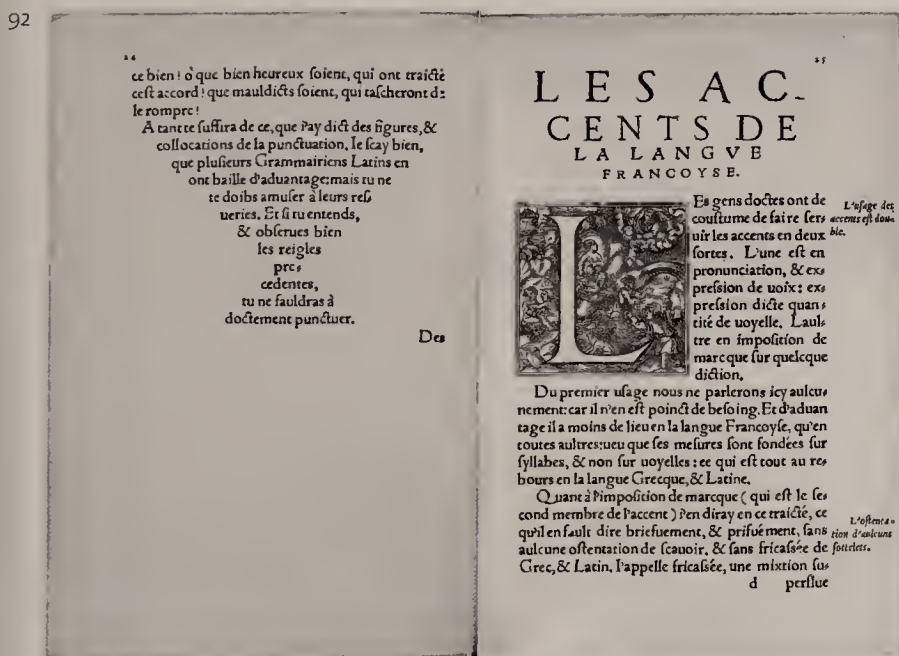 92
24
ce bien! o que bien heureux soient, qui ont traicté
cest accord! que mauldicts soient, qui tascheront de
le rompre!
A tant te suffira de ce, que i'ay dict des figures, &
collocations de la punctuation. Ie scay bien,
que plusieurs Grammairiens Latins en
ont baille d'aduantage: mais tu ne
te doibs amuser à leurs res
ueries. Et si tu entends,
& obserues bien
les reigles
pre-
cedentes,
tu ne fauldras à
doctement punctuer.
Des
25
LES AC-
CENTS DE
LA LANGVE
FRANCOYSE.
LEs gens doctes ont de
coustume de faire ser-
uir les accents en deux
sortes. L'une est en
pronunciation, & ex-
pression de uoix: ex-
pression dicte quan-
tité de uoyelle. Laul-
tre en imposition de
marcque sur quelcque
diction.
L'usage des
accents est dou-
ble.
Du premier usage nous ne parlerons icy aulcu-
nement: car il n'en est poinct de besoing. Et d'aduan
tage il a moins de lieu en la langue Francoyse, qu'en
toutes aultres: ueu que ses mesures sont fondées sur
syllabes, & non sur uoyelles: ce qui est tout au re-
bours en la langue Grecque, & Latine.
Quant à l'imposition de marcque ( qui est le se-
cond membre de l'accent ) i'en diray en ce traicté, ce
qu'il en fault dire briefuement, & priuément, sans
aulcune ostentation de scauoir, & sans fricassée de
Grec, & Latin. I'appelle fricassée, une mixtion su-
L'ostenta-
tion d'aulcuns
sottelets.
d perflue